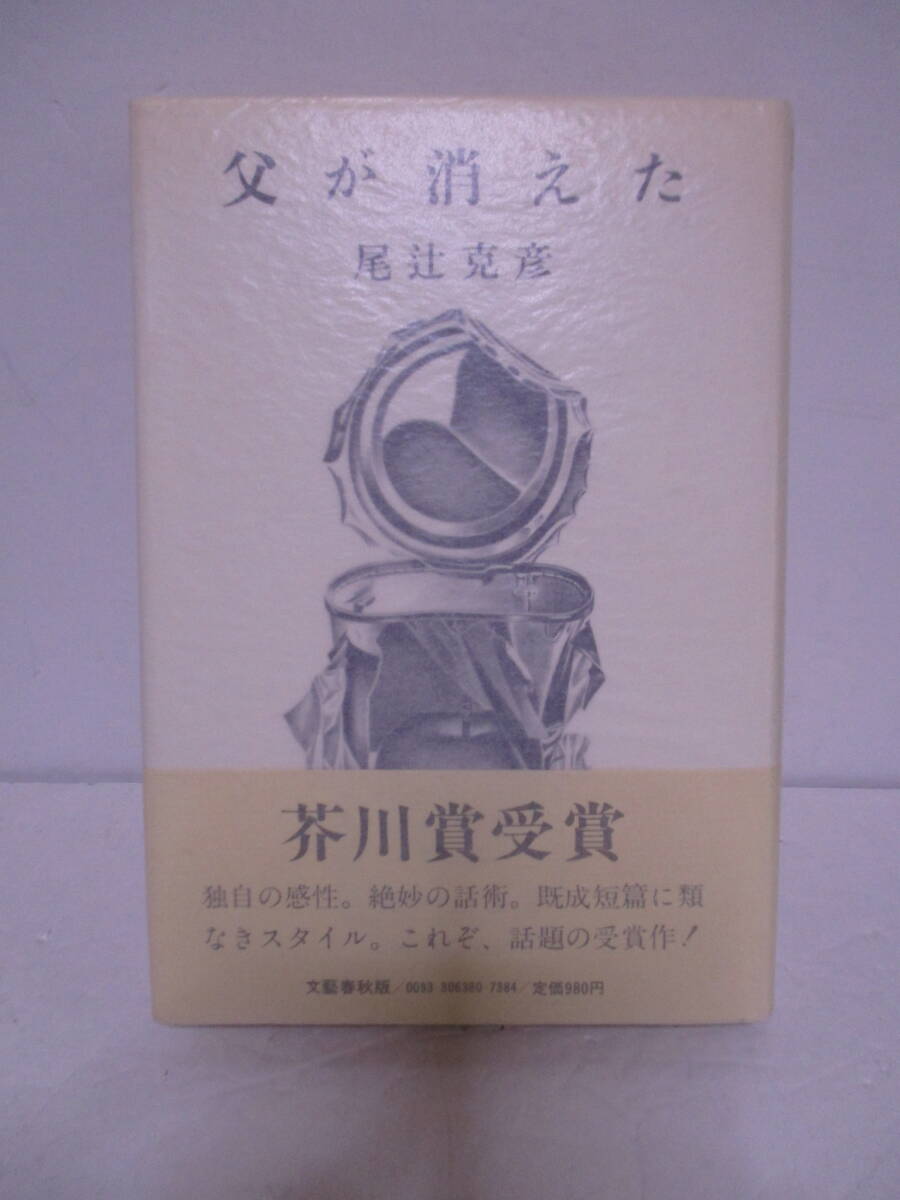 父が消えた
尾辻克彦
芥川賞受賞
独自の感性。絶妙の話術。既成短篇に類
なきスタイル。これぞ、話題の受賞作!
文藝春秋版/0093 306380 7384/定価980円